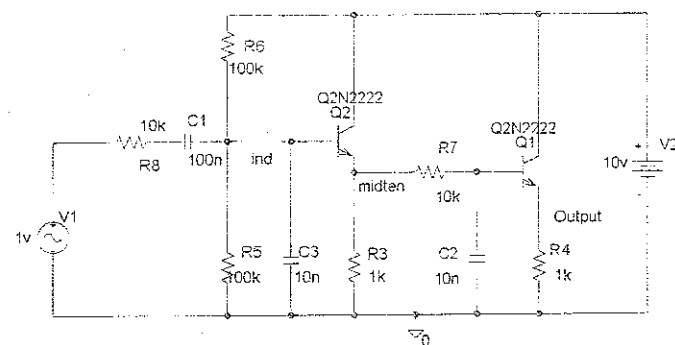 R6
100k
Q2N2222
Q2
10k
C1
R8
100n
ind
Q2N2222
Q1
R7
midten
10k
V2
10v
V1
1v
Output
R5
100k
C3
10n
R3
1k
C2
10n
R4
1k
0